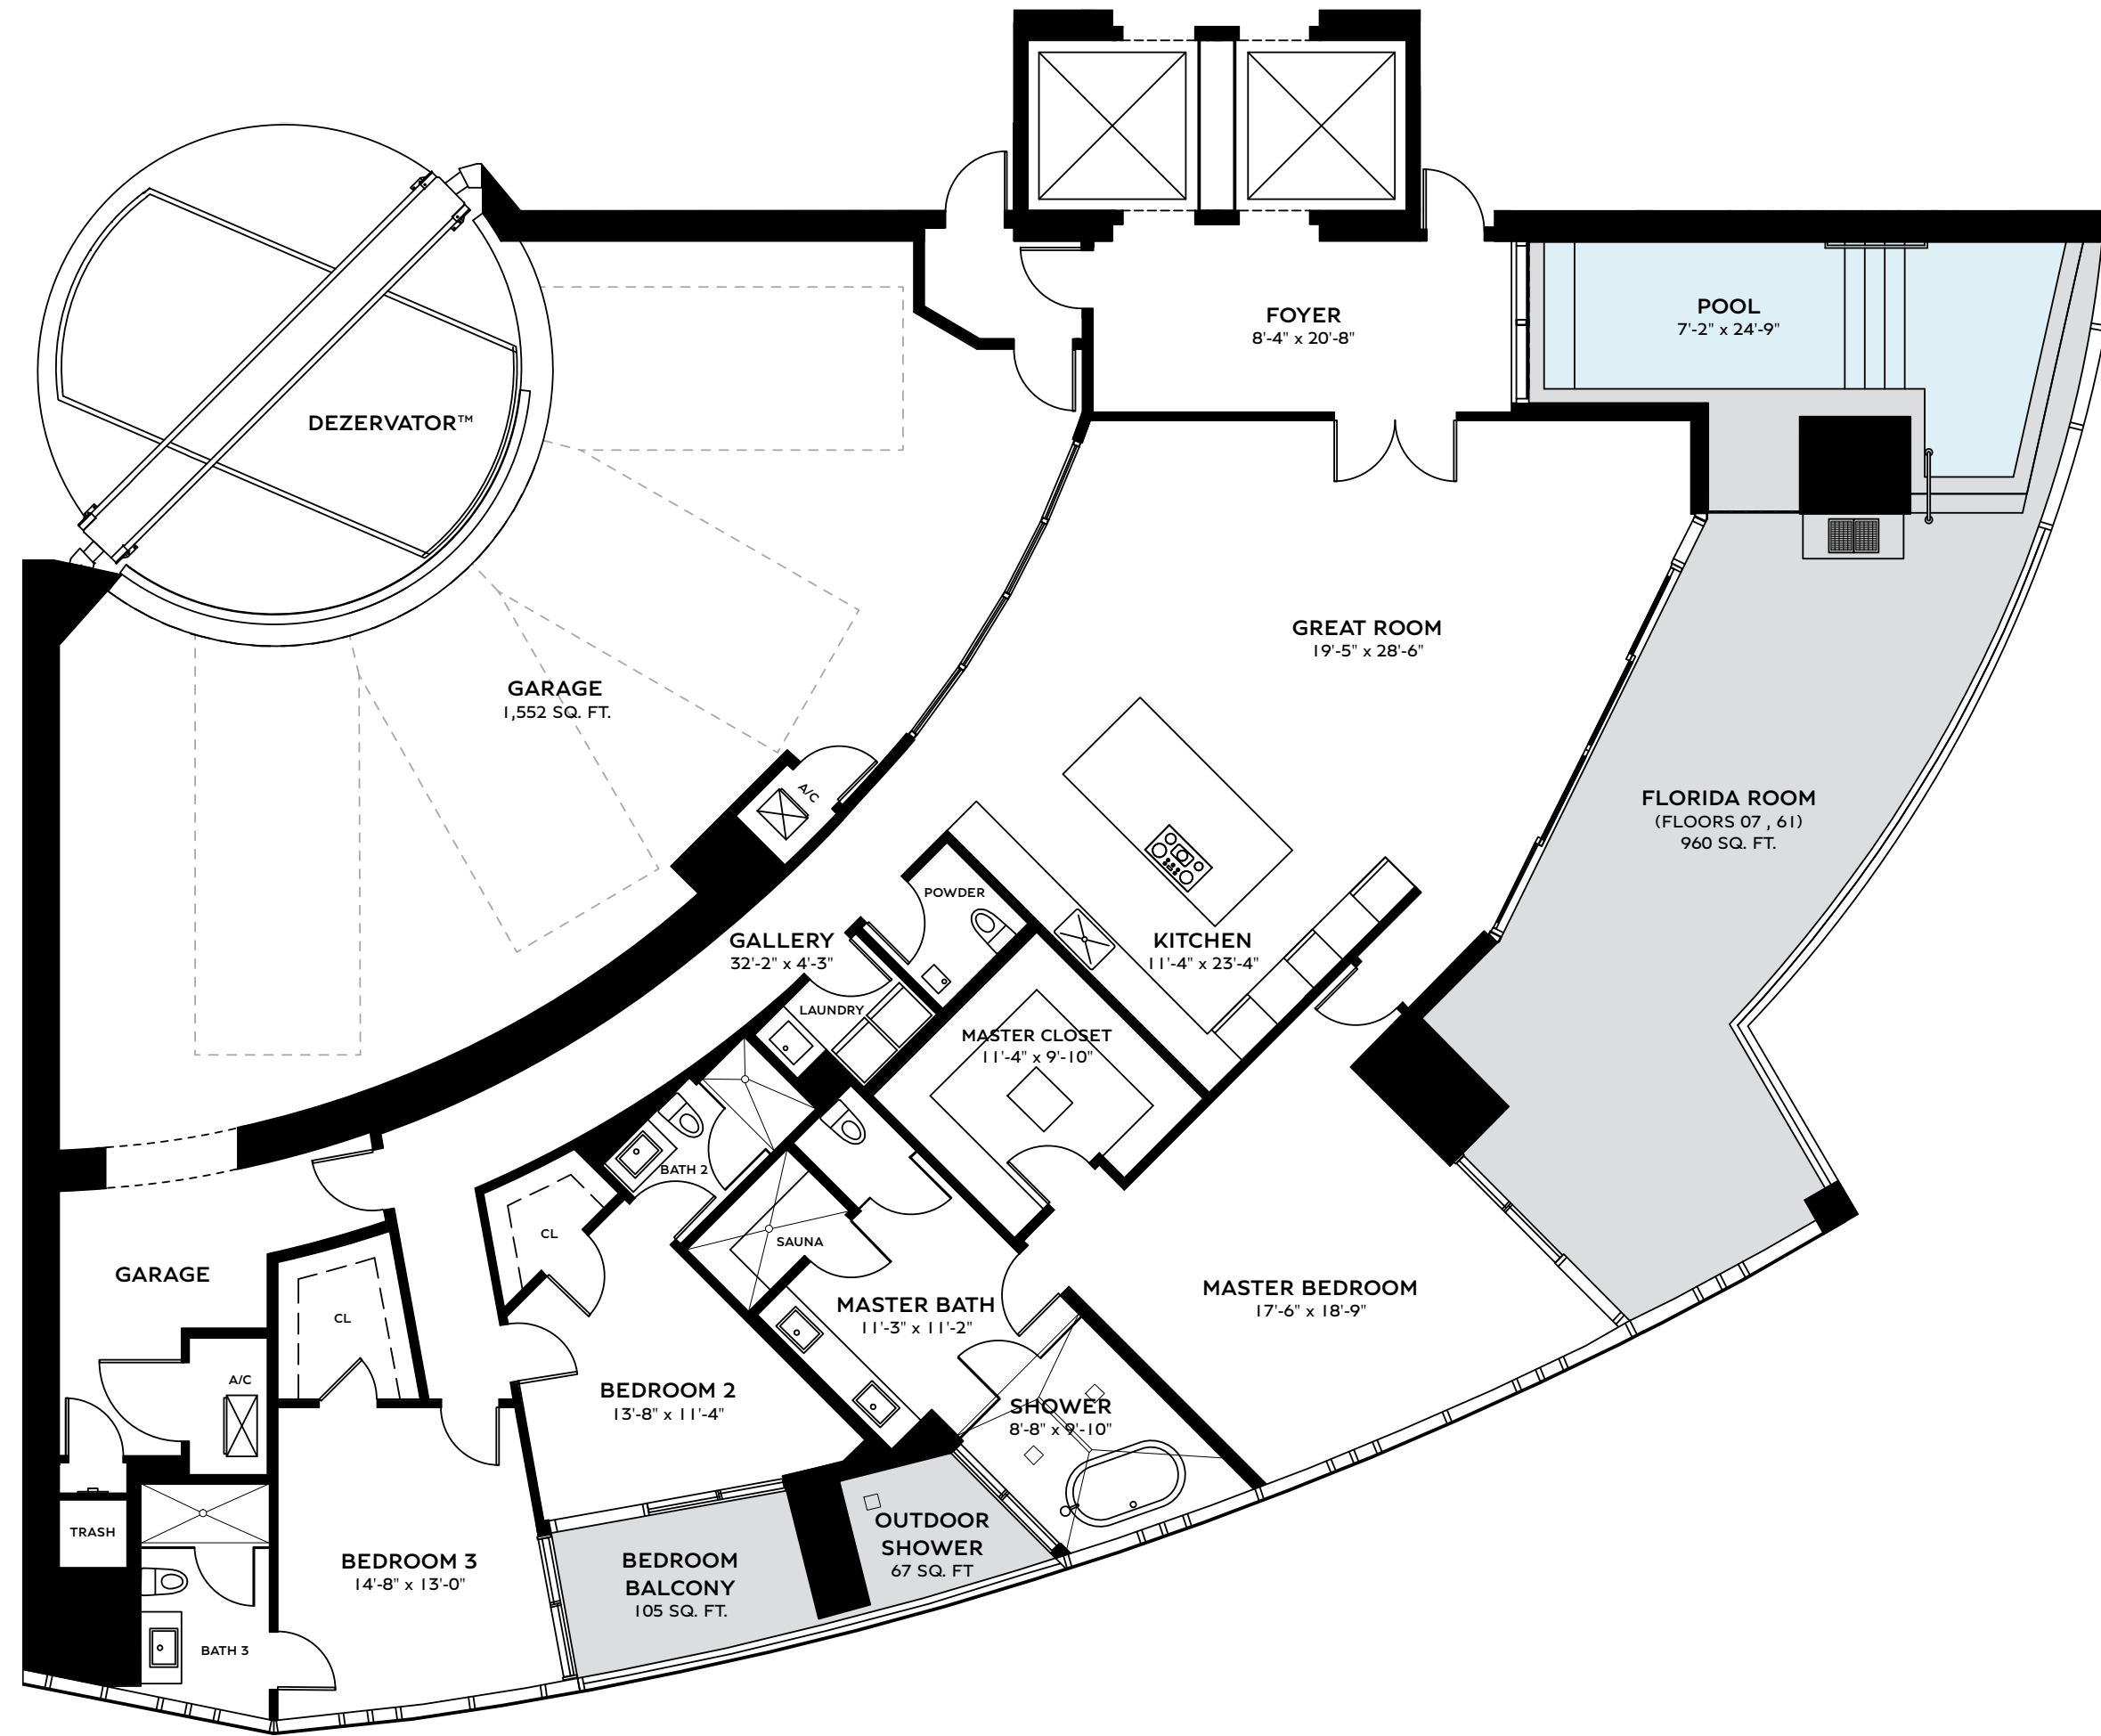 FOYER
8'-4" x 20'-8"
POOL
7'-2" x 24'-9"
DEZERVATOR™
GREAT ROOM
19'-5" x 28'-6"
GARAGE
1,552 SQ. FT.
A/C
FLORIDA ROOM
(FLOORS 07 , 61)
960 SQ. FT.
POWDER
GALLERY
32'-2" x 4'-3"
KITCHEN
11'-4" x 23'-4"
LAUNDRY
MASTER CLOSET
11'-4" x 9'-10"
BATH 2
CL
SAUNA
GARAGE
CL
MASTER BATH
11'-3" x 11'-2"
MASTER BEDROOM
17'-6" x 18'-9"
A/C
BEDROOM 2
13'-8" x 11'-4"
SHOWER
8'-8" x 9'-10"
TRASH
BEDROOM 3
14'-8" x 13'-0"
BEDROOM
BALCONY
105 SQ. FT.
OUTDOOR
SHOWER
67 SQ. FT
BATH 3